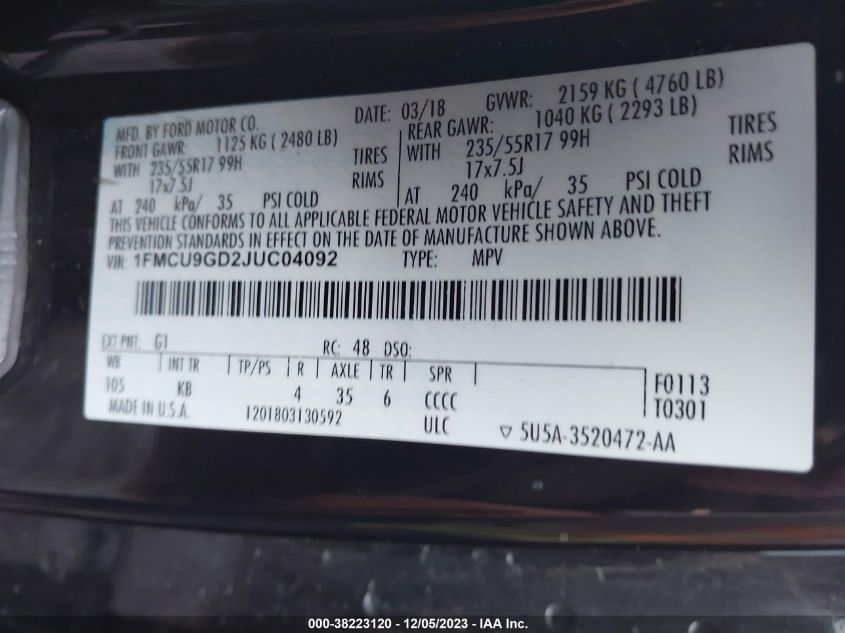 MFD. BY FORD MOTOR CO. DATE: 03/18 GVWR: 2159 KG ( 4760 LB)
FRONT GAWR: 1125 KG ( 2480 LB) REAR GAWR: 1040 KG ( 2293 LB)
WITH 235/55R17 99H TIRES WITH 235/55R17 99H TIRES
17x7.5J RIMS 17x7.5J RIMS
AT 240 kPa/ 35 PSI COLD AT 240 kPa/ 35 PSI COLD
THIS VEHICLE CONFORMS TO ALL APPLICABLE FEDERAL MOTOR VEHICLE SAFETY AND THEFT
PREVENTION STANDARDS IN EFFECT ON THE DATE OF MANUFACTURE SHOWN ABOVE.
VIN: 1FMCU9GD2JUC04092 TYPE: MPV
EXT PNT: G1 RC: 48 DSO:
WB INT TR TP/PS R AXLE TR SPR
105 KB 4 35 6 CCCC F0113
MADE IN U.S.A. 1201803130592 ULC T0301
▽ 5U5A-3520472-AA
000-38223120 - 12/05/2023 - IAA Inc.